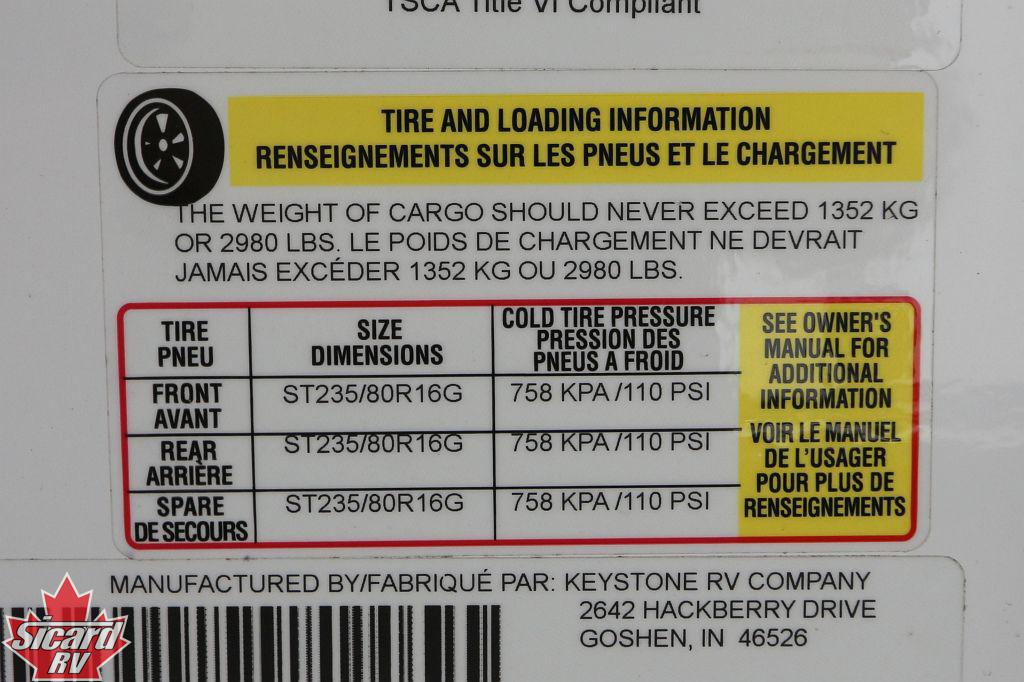 TSCA Title VI Compliant
TIRE AND LOADING INFORMATION
RENSEIGNEMENTS SUR LES PNEUS ET LE CHARGEMENT
THE WEIGHT OF CARGO SHOULD NEVER EXCEED 1352 KG
OR 2980 LBS. LE POIDS DE CHARGEMENT NE DEVRAIT
JAMAIS EXCÉDER 1352 KG OU 2980 LBS.
TIRE
PNEU
SIZE
DIMENSIONS
COLD TIRE PRESSURE
PRESSION DES
PNEUS A FROID
FRONT
AVANT
ST235/80R16G
758 KPA /110 PSI
REAR
ARRIÈRE
ST235/80R16G
758 KPA /110 PSI
SPARE
DE SECOURS
ST235/80R16G
758 KPA /110 PSI
SEE OWNER'S
MANUAL FOR
ADDITIONAL
INFORMATION
VOIR LE MANUEL
DE L'USAGER
POUR PLUS DE
RENSEIGNEMENTS
MANUFACTURED BY/FABRIQUÉ PAR: KEYSTONE RV COMPANY
2642 HACKBERRY DRIVE
GOSHEN, IN 46526
Sicard
RV